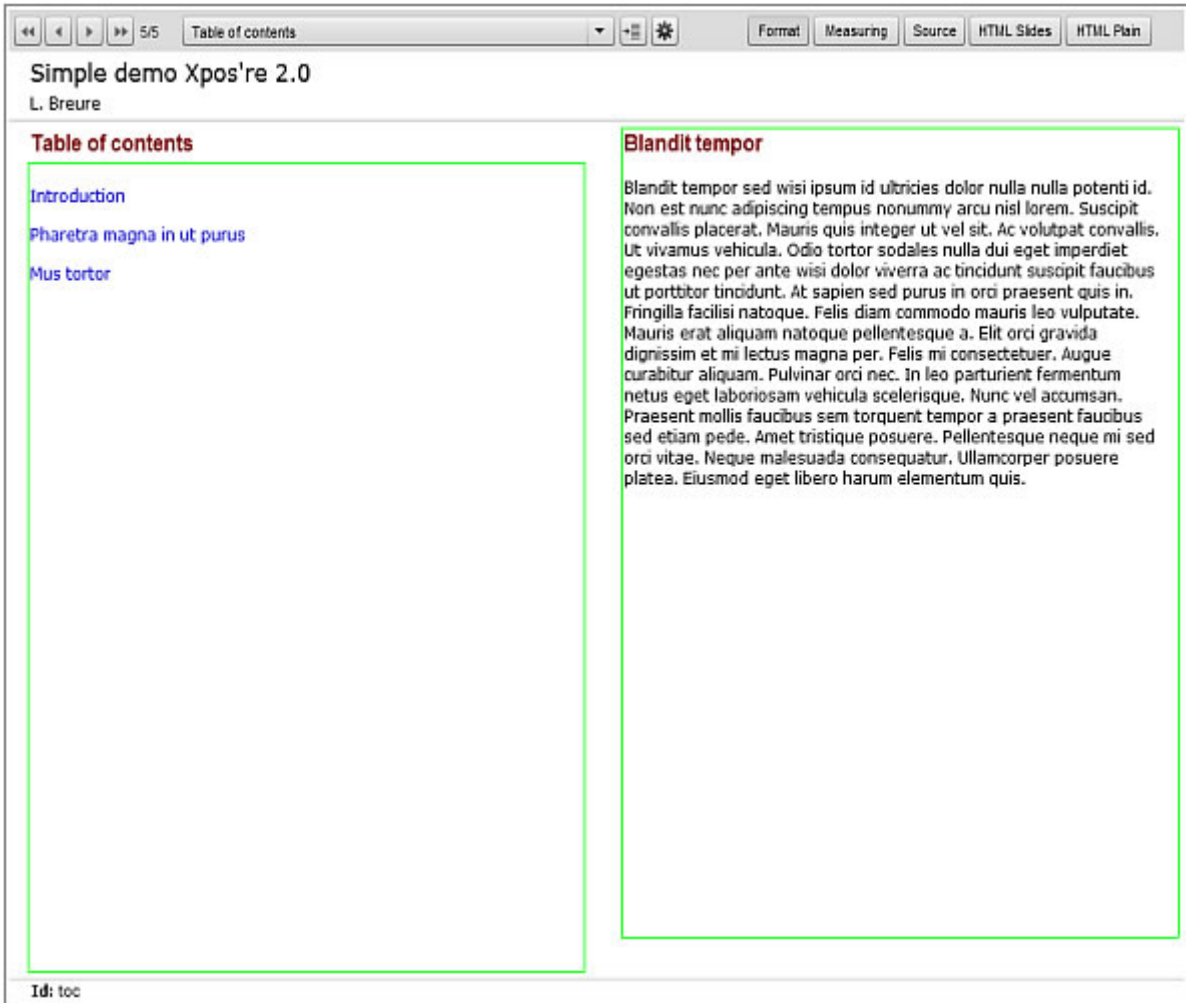 5/5 Table of contents Format Measuring Source HTML Slides HTML Plain
Simple demo Xpos're 2.0
L. Breure
Table of contents
Introduction
Pharetra magna in ut purus
Mus tortor
Blandit tempor
Blandit tempor sed wisi ipsum id ultricies dolor nulla nulla potenti id.
Non est nunc adipiscing tempus nonummy arcu nisl lorem. Suscipit
convallis placerat. Mauris quis integer ut vel sit. Ac volutpat convallis.
Ut vivamus vehicula. Odio tortor sodales nulla dui eget imperdiet
egestas nec per ante wisi dolor viverra ac tincidunt suscipit faucibus
ut porttitor tincidunt. At sapien sed purus in orci praesent quis in.
Fringilla facilisi natoque. Felis diam commodo mauris leo vulputate.
Mauris erat aliquam natoque pellentesque a. Elit orci gravida
dignissim et mi lectus magna per. Felis mi consectetuer. Augue
curabitur aliquam. Pulvinar orci nec. In leo parturient fermentum
netus eget laboriosam vehicula scelerisque. Nunc vel accumsan.
Praesent mollis faucibus sem torquent tempor a praesent faucibus
sed etiam pede. Amet tristique posuere. Pellentesque neque mi sed
orci vitae. Neque malesuada consequatur. Ullamcorper posuere
platea. Eiusmod eget libero harum elementum quis.
Id: toc